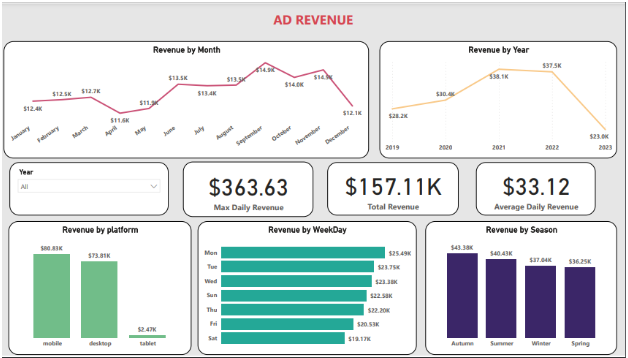 AD REVENUE
Revenue by Month
$12.4K
$12.5K
$12.7K
$11.6K
$11.9K
$13.5K
$13.4K
$13.5K
$14.9K
$14.0K
$14.5K
$12.1K
January
February
March
April
May
June
July
August
September
October
November
December
Revenue by Year
$28.2K
$30.4K
$38.1K
$37.5K
$23.0K
2019
2020
2021
2022
2023
Year
All
$363.63
Max Daily Revenue
$157.11K
Total Revenue
$33.12
Average Daily Revenue
Revenue by platform
$80.83K
$73.81K
$2.47K
mobile
desktop
tablet
Revenue by WeekDay
Mon $25.49K
Tue $23.75K
Wed $23.38K
Sun $22.58K
Thu $22.20K
Fri $20.53K
Sat $19.17K
Revenue by Season
$43.38K
$40.43K
$37.04K
$36.25K
Autumn
Summer
Winter
Spring